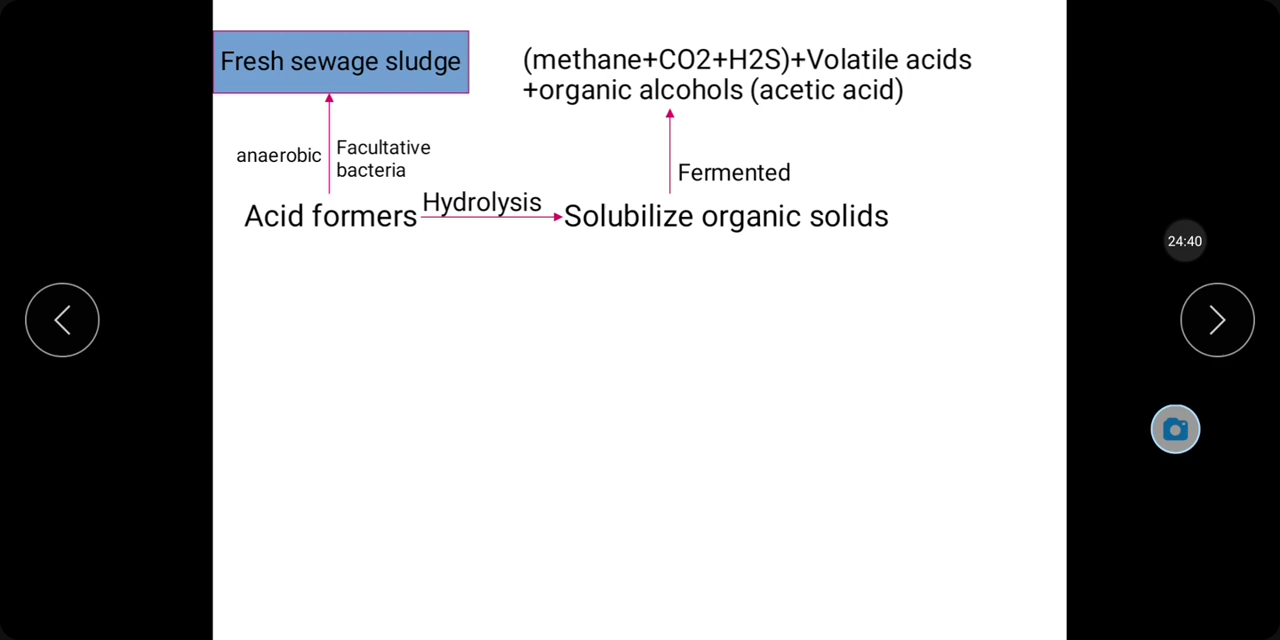 Fresh sewage sludge
(methane+CO2+H2S)+Volatile acids
+organic alcohols (acetic acid)
anaerobic
Facultative
bacteria
Fermented
Hydrolysis
Acid formers
Solubilize organic solids
24:40